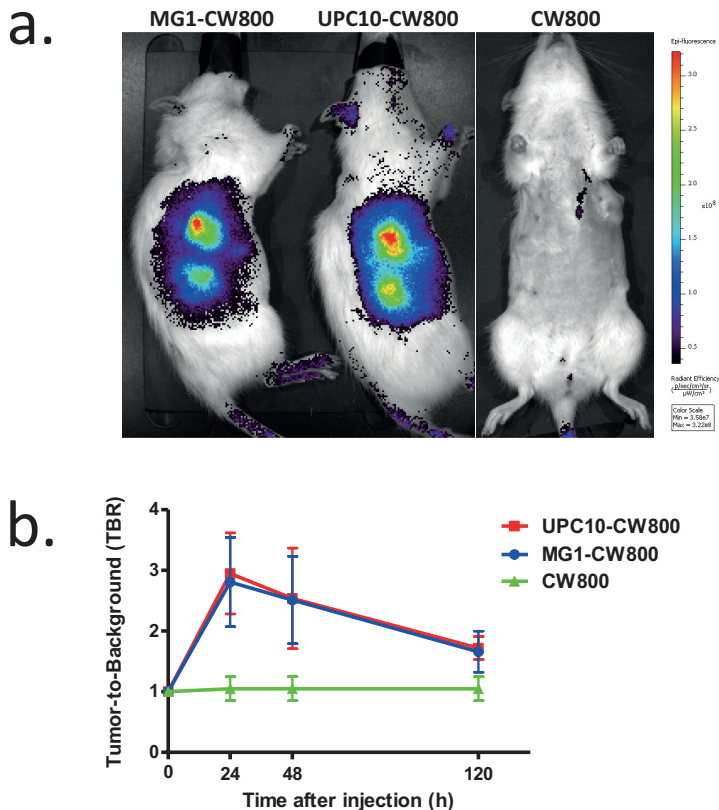 a.
MG1-CW800 UPC10-CW800 CW800
Epi-fluorescence
3.0
2.5
2.0
×10⁸
1.5
1.0
0.5
Radiant Efficiency
(p/sec/cm²/sr
µW/cm²)
Color Scale
Min = 3.58e7
Max = 3.22e8
b.
Tumor-to-Background (TBR)
4
3
2
1
0
0 24 48 120
Time after injection (h)
UPC10-CW800
MG1-CW800
CW800